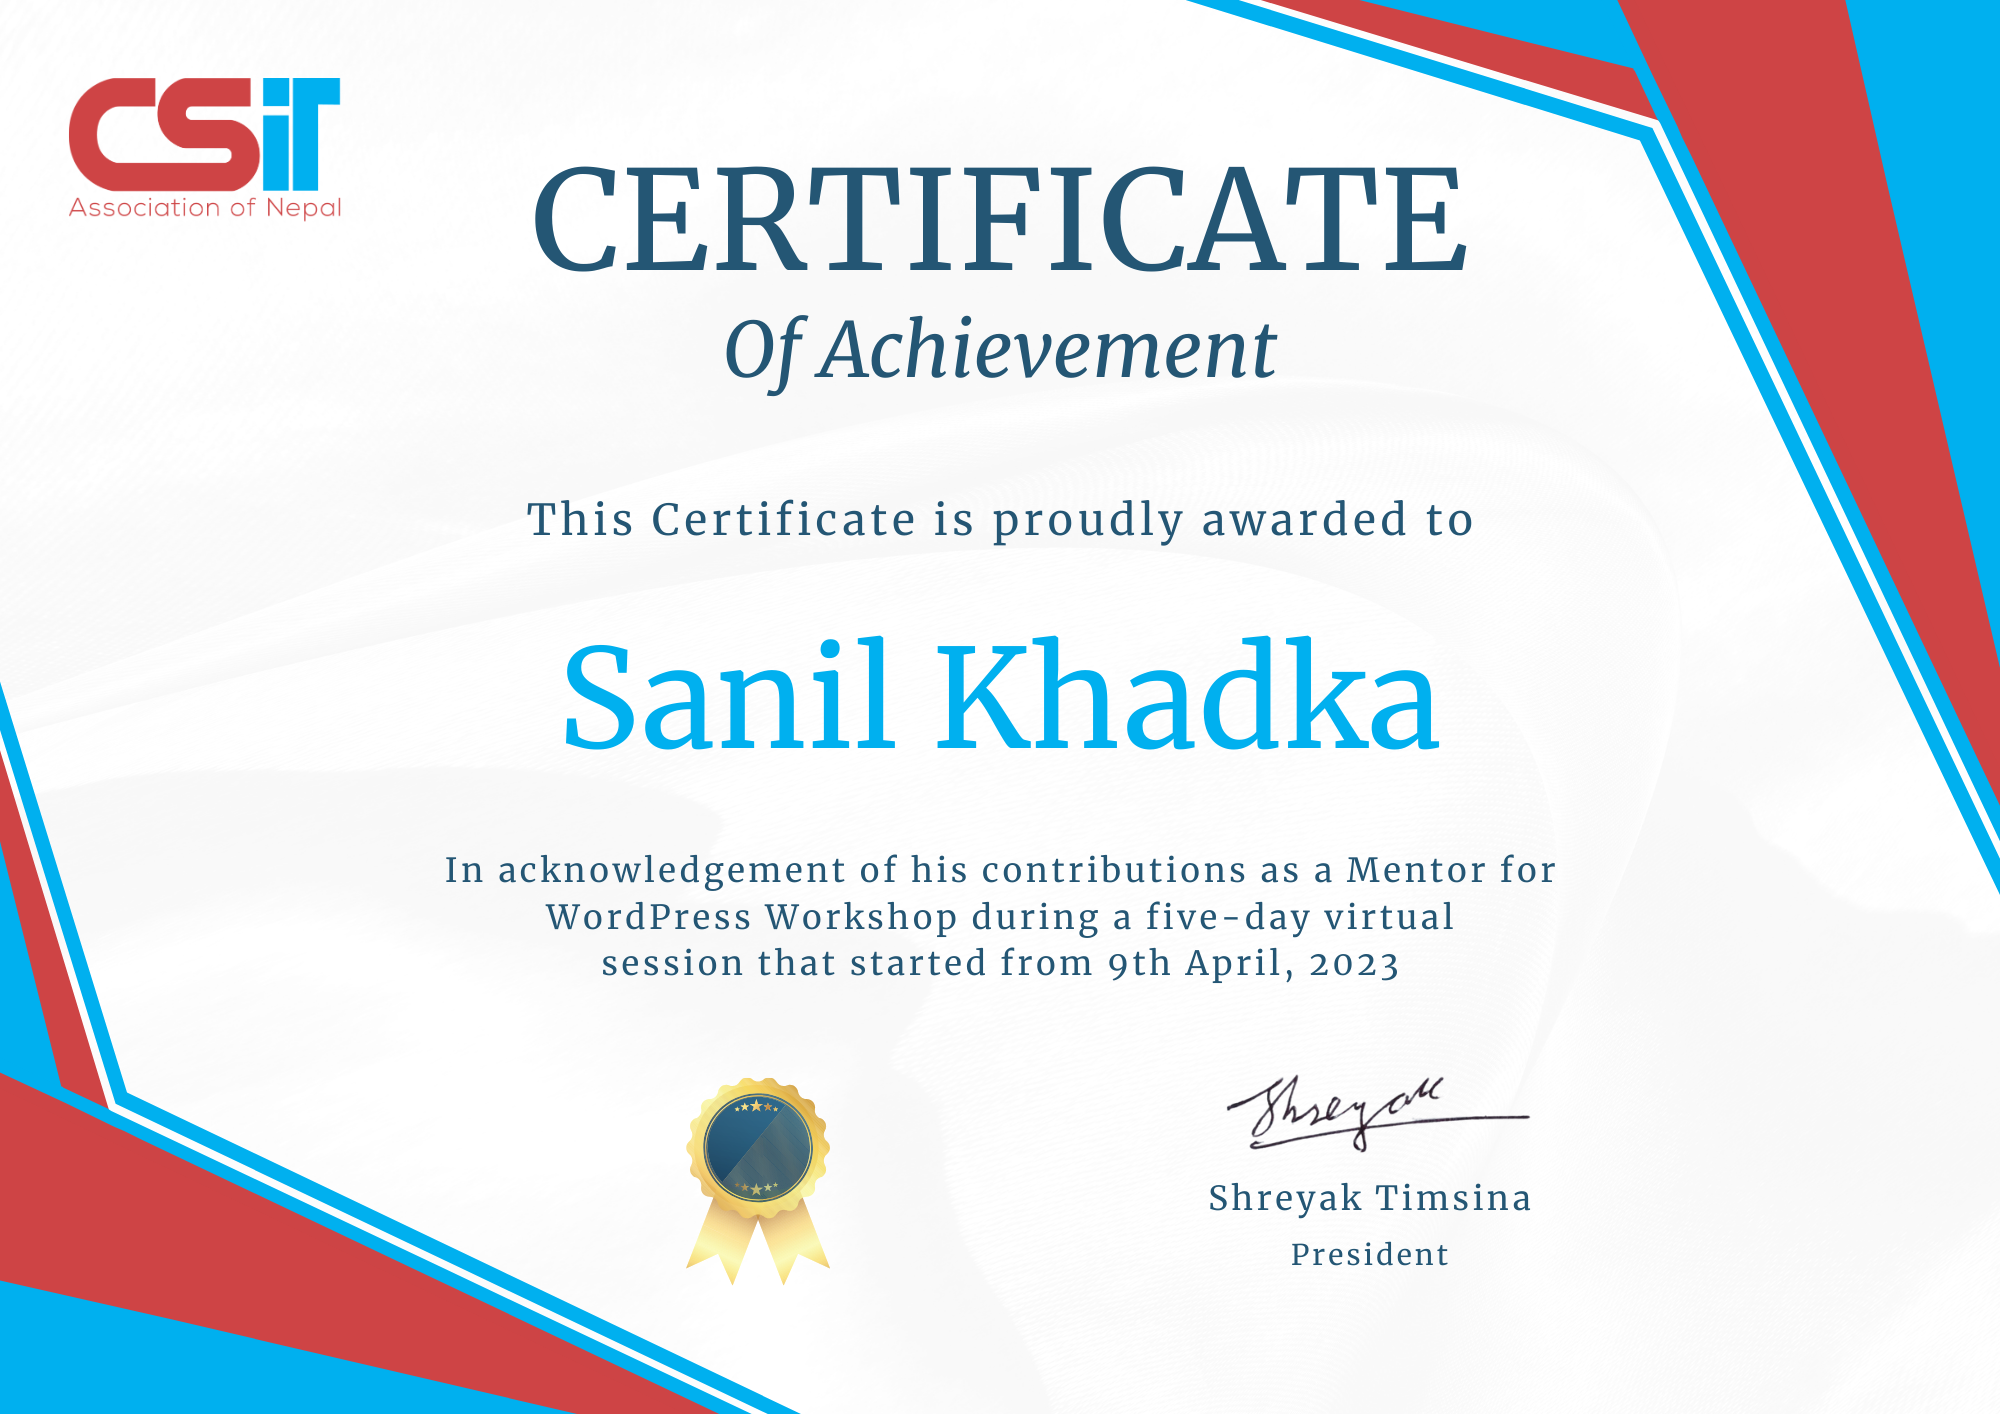 CSiT
Association of Nepal
CERTIFICATE
Of Achievement
This Certificate is proudly awarded to
Sanil Khadka
In acknowledgement of his contributions as a Mentor for
WordPress Workshop during a five-day virtual
session that started from 9th April, 2023
Shreyak
Shreyak Timsina
President